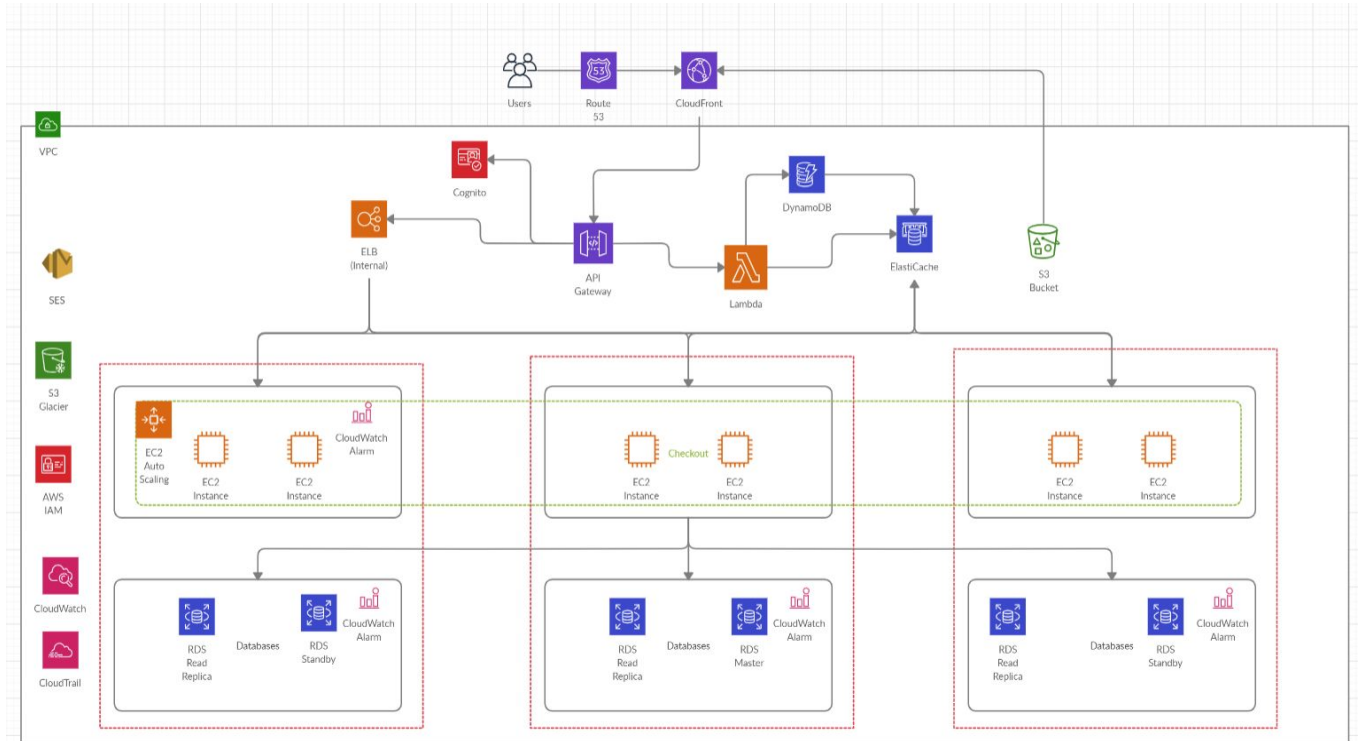 Users
Route
53
CloudFront
VPC
Cognito
DynamoDB
ELB
(Internal)
API
Gateway
Lambda
ElastiCache
S3
Bucket
SES
S3
Glacier
AWS
IAM
CloudWatch
CloudTrail
EC2
Auto
Scaling
EC2
Instance
EC2
Instance
CloudWatch
Alarm
EC2
Instance
Checkout
EC2
Instance
EC2
Instance
EC2
Instance
RDS
Read
Replica
Databases
RDS
Standby
CloudWatch
Alarm
RDS
Read
Replica
Databases
RDS
Master
CloudWatch
Alarm
RDS
Read
Replica
Databases
RDS
Standby
CloudWatch
Alarm